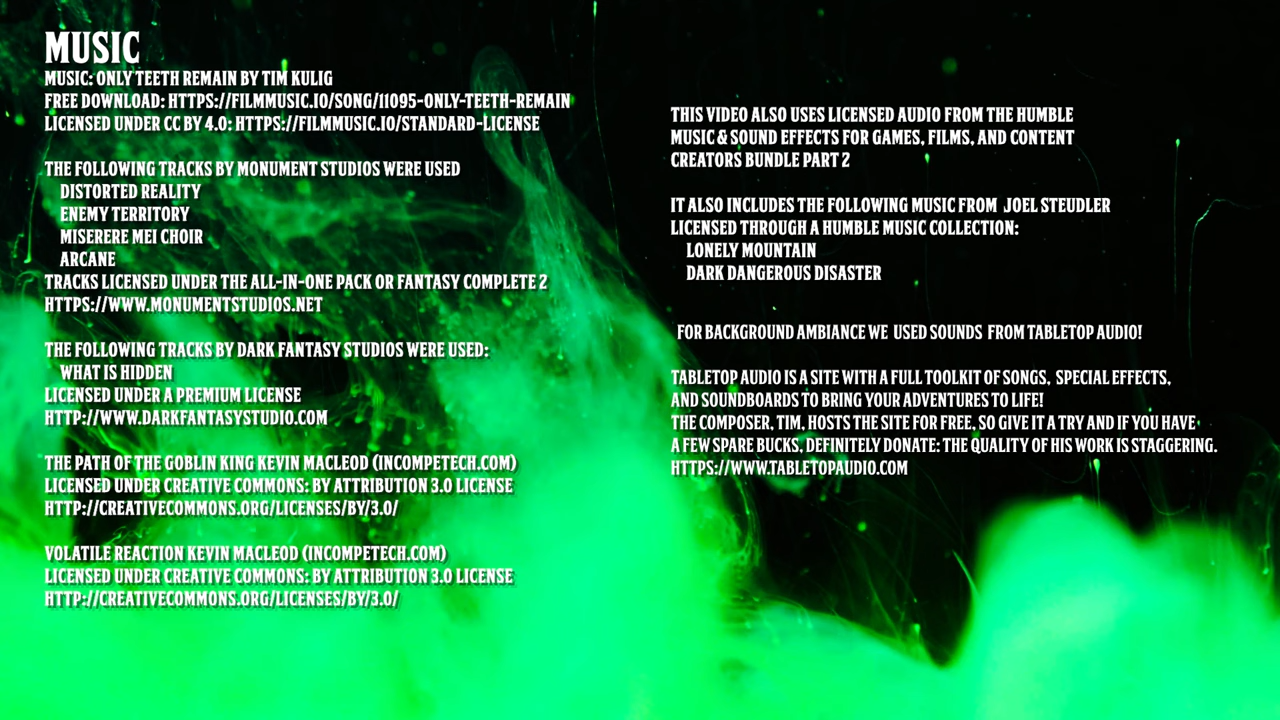 MUSIC
MUSIC: ONLY TEETH REMAIN BY TIM KULIG
FREE DOWNLOAD: HTTPS://FILMMUSIC.IO/SONG/11095-ONLY-TEETH-REMAIN
LICENSED UNDER CC BY 4.0: HTTPS://FILMMUSIC.IO/STANDARD-LICENSE
THE FOLLOWING TRACKS BY MONUMENT STUDIOS WERE USED
DISTORTED REALITY
ENEMY TERRITORY
MISERERE MEI CHOIR
ARCANE
TRACKS LICENSED UNDER THE ALL-IN-ONE PACK OR FANTASY COMPLETE 2
HTTPS://WWW.MONUMENTSTUDIOS.NET
THE FOLLOWING TRACKS BY DARK FANTASY STUDIOS WERE USED:
WHAT IS HIDDEN
LICENSED UNDER A PREMIUM LICENSE
HTTP://WWW.DARKFANTASYSTUDIO.COM
THE PATH OF THE GOBLIN KING KEVIN MACLEOD (INCOMPETECH.COM)
LICENSED UNDER CREATIVE COMMONS: BY ATTRIBUTION 3.0 LICENSE
HTTP://CREATIVECOMMONS.ORG/LICENSES/BY/3.0/
VOLATILE REACTION KEVIN MACLEOD (INCOMPETECH.COM)
LICENSED UNDER CREATIVE COMMONS: BY ATTRIBUTION 3.0 LICENSE
HTTP://CREATIVECOMMONS.ORG/LICENSES/BY/3.0/
THIS VIDEO ALSO USES LICENSED AUDIO FROM THE HUMBLE
MUSIC & SOUND EFFECTS FOR GAMES, FILMS, AND CONTENT
CREATORS BUNDLE PART 2
IT ALSO INCLUDES THE FOLLOWING MUSIC FROM JOEL STEUDLER
LICENSED THROUGH A HUMBLE MUSIC COLLECTION:
LONELY MOUNTAIN
DARK DANGEROUS DISASTER
FOR BACKGROUND AMBIANCE WE USED SOUNDS FROM TABLETOP AUDIO!
TABLETOP AUDIO IS A SITE WITH A FULL TOOLKIT OF SONGS, SPECIAL EFFECTS,
AND SOUNDBOARDS TO BRING YOUR ADVENTURES TO LIFE!
THE COMPOSER, TIM, HOSTS THE SITE FOR FREE, SO GIVE IT A TRY AND IF YOU HAVE
A FEW SPARE BUCKS, DEFINITELY DONATE: THE QUALITY OF HIS WORK IS STAGGERING.
HTTPS://WWW.TABLETOPAUDIO.COM